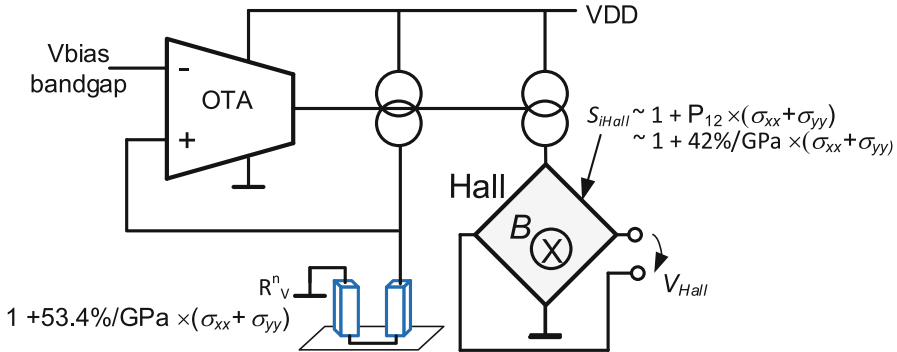 VDD
Vbias
bandgap
-
OTA
+
S_iHall ~ 1 + P_12 ×(σ_xx+σ_yy)
~ 1 + 42%/GPa ×(σ_xx+σ_yy)
Hall
B
X
V_Hall
R^n_V
1 +53.4%/GPa ×(σ_xx+ σ_yy)